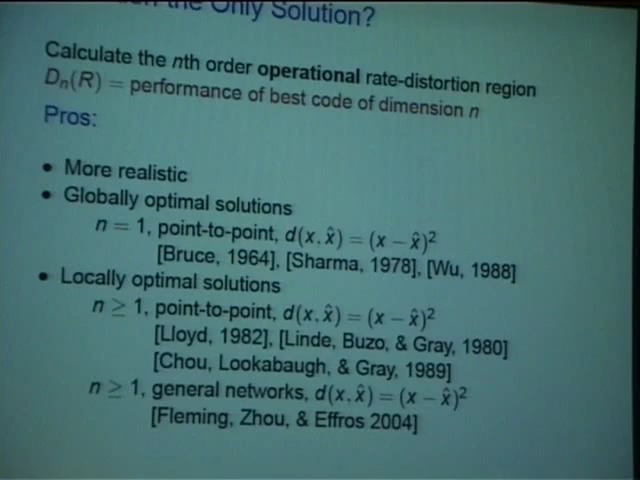 the Only Solution?
Calculate the nth order operational rate-distortion region
Dₙ(R) = performance of best code of dimension n
Pros:
• More realistic
• Globally optimal solutions
n = 1, point-to-point, d(x, x̂) = (x − x̂)²
[Bruce, 1964], [Sharma, 1978], [Wu, 1988]
• Locally optimal solutions
n ≥ 1, point-to-point, d(x, x̂) = (x − x̂)²
[Lloyd, 1982], [Linde, Buzo, & Gray, 1980]
[Chou, Lookabaugh, & Gray, 1989]
n ≥ 1, general networks, d(x, x̂) = (x − x̂)²
[Fleming, Zhou, & Effros 2004]